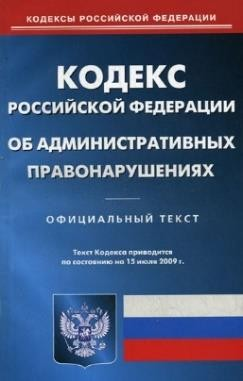 КОДЕКСЫ РОССИЙСКОЙ ФЕДЕРАЦИИ
КОДЕКС
РОССИЙСКОЙ ФЕДЕРАЦИИ
ОБ АДМИНИСТРАТИВНЫХ
ПРАВОНАРУШЕНИЯХ
ОФИЦИАЛЬНЫЙ ТЕКСТ
Текст Кодекса приводится
по состоянию на 15 июля 2009 г.